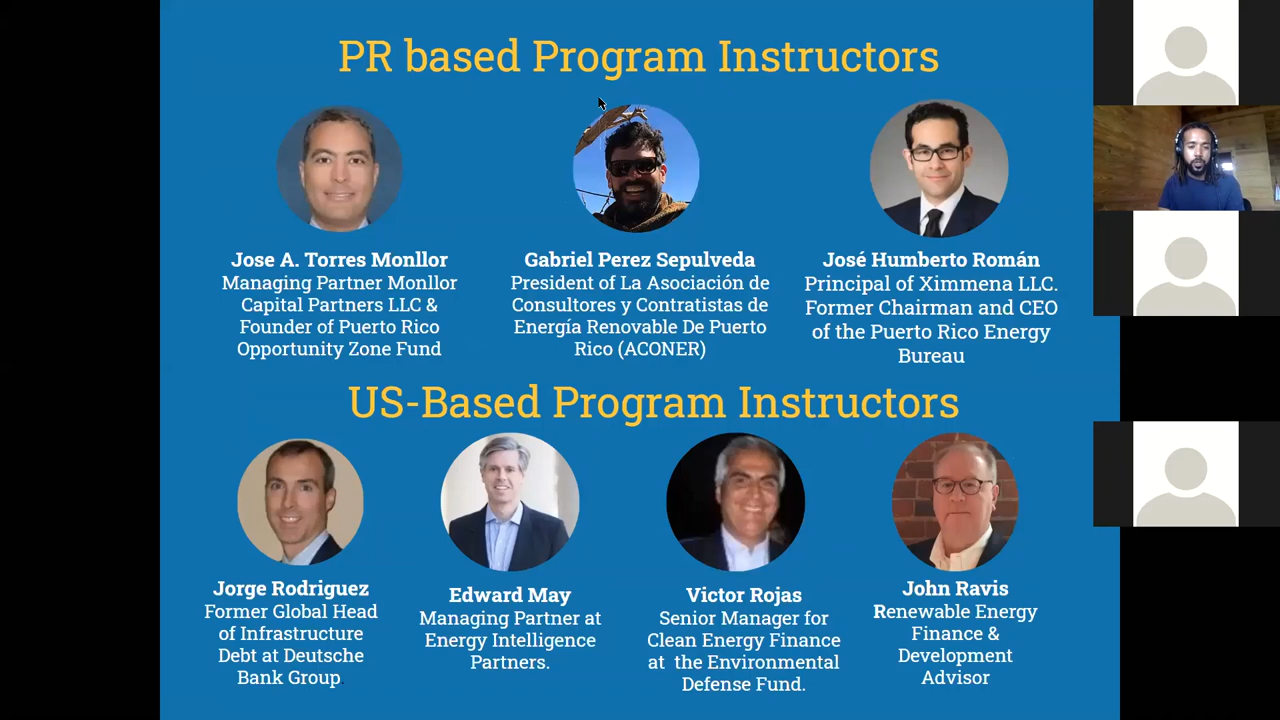 PR based Program Instructors
Jose A. Torres Monllor
Managing Partner Monllor
Capital Partners LLC &
Founder of Puerto Rico
Opportunity Zone Fund
Gabriel Perez Sepulveda
President of La Asociación de
Consultores y Contratistas de
Energía Renovable De Puerto
Rico (ACONER)
José Humberto Román
Principal of Ximmena LLC.
Former Chairman and CEO
of the Puerto Rico Energy
Bureau
US-Based Program Instructors
Jorge Rodriguez
Former Global Head
of Infrastructure
Debt at Deutsche
Bank Group.
Edward May
Managing Partner at
Energy Intelligence
Partners.
Victor Rojas
Senior Manager for
Clean Energy Finance
at the Environmental
Defense Fund.
John Ravis
Renewable Energy
Finance &
Development
Advisor